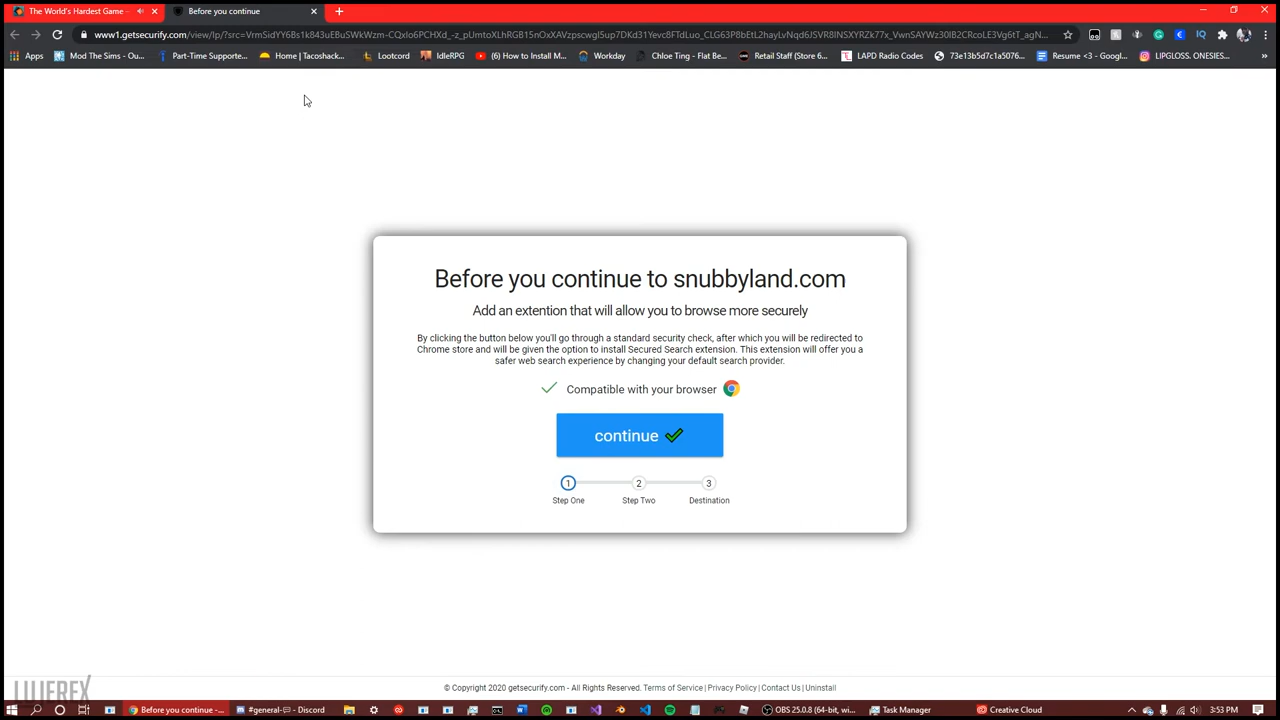 The World's Hardest Game -
Before you continue
www1.getsecurify.com
Apps
Mod The Sims - Ou...
Part-Time Supporte...
Home | Tacoshack...
Lootcord
IdleRPG
(6) How to Install M...
Workday
Chloe Ting - Flat Be...
Retail Staff (Store 6...
LAPD Radio Codes
73e13b5d7c1a5076...
Resume <3 - Googl...
LIPGLOSS. ONESIES...
Before you continue to snubbyland.com
Add an extention that will allow you to browse more securely
By clicking the button below you'll go through a standard security check, after which you will be redirected to
Chrome store and will be given the option to install Secured Search extension. This extension will offer you a
safer web search experience by changing your default search provider.
Compatible with your browser
continue
1 2 3
Step One Step Two Destination
© Copyright 2020 getsecurify.com - All Rights Reserved. Terms of Service | Privacy Policy | Contact Us | Uninstall
Before you continue -...
#general- - Discord
OBS 25.0.8 (64-bit, wi...
Task Manager
Creative Cloud
3:53 PM